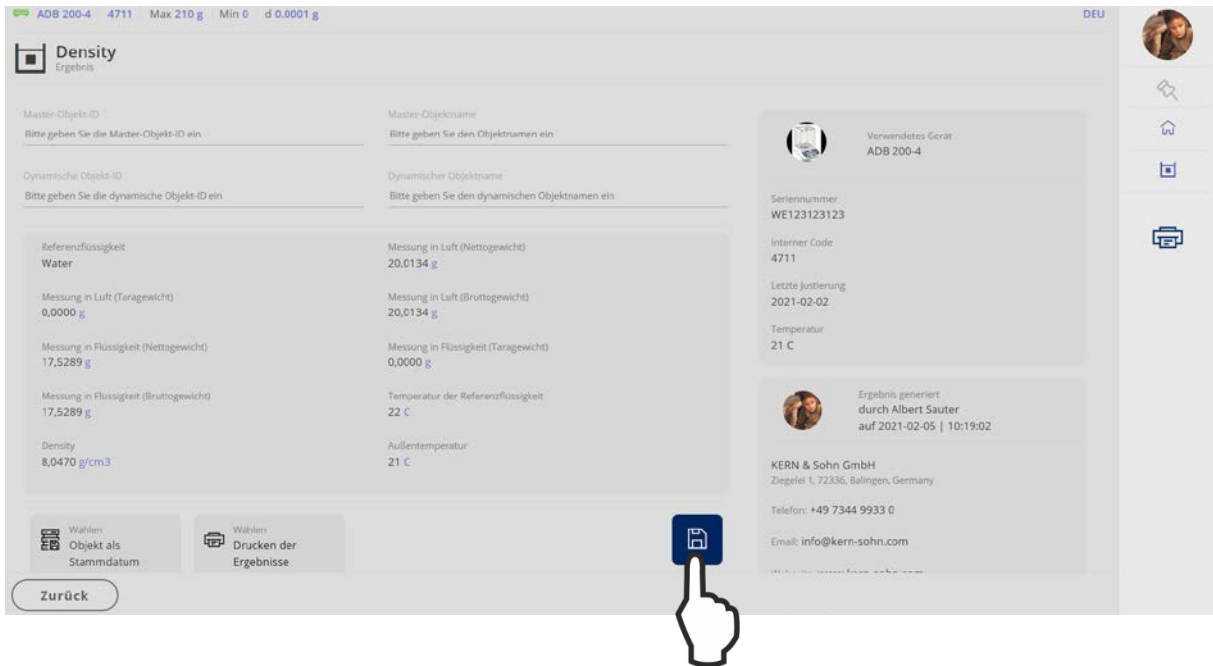 ADB 200-4 4711 Max 210 g Min 0 d 0.0001 g DEU
Density
Ergebnis
Master-Objekt-ID
Bitte geben Sie die Master-Objekt-ID ein
Master-Objektname
Bitte geben Sie den Objektnamen ein
Dynamische Objekt-ID
Bitte geben Sie die dynamische Objekt-ID ein
Dynamischer Objektname
Bitte geben Sie den dynamischen Objektnamen ein
Referenzflüssigkeit
Water
Messung in Luft (Nettogewicht)
20,0134 g
Messung in Luft (Taragewicht)
0,0000 g
Messung in Luft (Bruttogewicht)
20,0134 g
Messung in Flüssigkeit (Nettogewicht)
17,5289 g
Messung in Flüssigkeit (Taragewicht)
0,0000 g
Messung in Flüssigkeit (Bruttogewicht)
17,5289 g
Temperatur der Referenzflüssigkeit
22 C
Density
8,0470 g/cm3
Außentemperatur
21 C
Wählen
Objekt als
Stammdatum
Wählen
Drucken der
Ergebnisse
Zurück
Verwendetes Gerät
ADB 200-4
Seriennummer
WE123123123
Interner Code
4711
Letzte Justierung
2021-02-02
Temperatur
21 C
Ergebnis generiert
durch Albert Sauter
auf 2021-02-05 | 10:19:02
KERN & Sohn GmbH
Ziegelei 1, 72336, Balingen, Germany
Telefon: +49 7344 9933 0
Email: info@kern-sohn.com